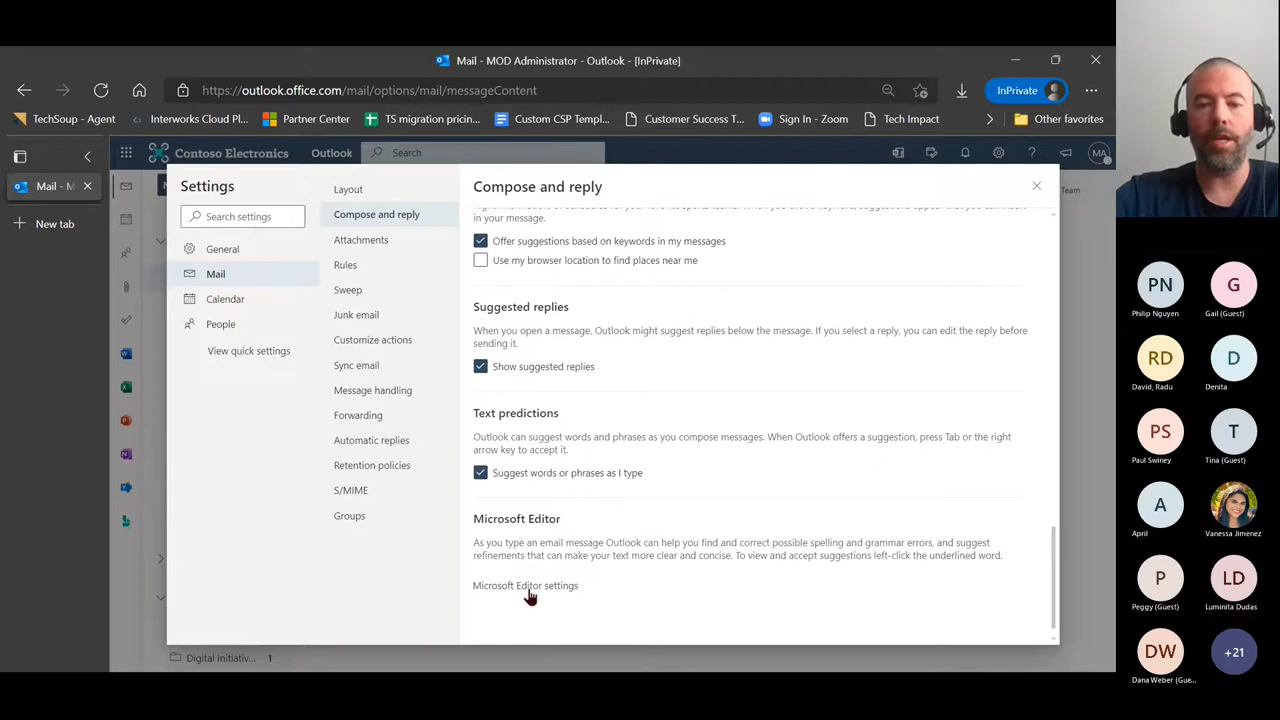 Mail - MOD Administrator - Outlook - [InPrivate]
https://outlook.office.com/mail/options/mail/messageContent
InPrivate
TechSoup - Agent
Interworks Cloud Pl...
Partner Center
TS migration pricin...
Custom CSP Templ...
Customer Success T...
Sign In - Zoom
Tech Impact
Other favorites
Mail - M
New tab
Contoso Electronics
Outlook
Search
MA
Team
Settings
Search settings
General
Mail
Calendar
People
View quick settings
Layout
Compose and reply
Attachments
Rules
Sweep
Junk email
Customize actions
Sync email
Message handling
Forwarding
Automatic replies
Retention policies
S/MIME
Groups
Compose and reply
in your message.
Offer suggestions based on keywords in my messages
Use my browser location to find places near me
Suggested replies
When you open a message, Outlook might suggest replies below the message. If you select a reply, you can edit the reply before
sending it.
Show suggested replies
Text predictions
Outlook can suggest words and phrases as you compose messages. When Outlook offers a suggestion, press Tab or the right
arrow key to accept it.
Suggest words or phrases as I type
Microsoft Editor
As you type an email message Outlook can help you find and correct possible spelling and grammar errors, and suggest
refinements that can make your text more clear and concise. To view and accept suggestions left-click the underlined word.
Microsoft Editor settings
Digital Initiativ... 1
PN
Philip Nguyen
G
Gail (Guest)
RD
David, Radu
D
Denita
PS
Paul Swiney
T
Tina (Guest)
A
April
Vanessa Jimenez
P
Peggy (Guest)
LD
Luminita Dudas
DW
Dana Weber (Gue...
+21